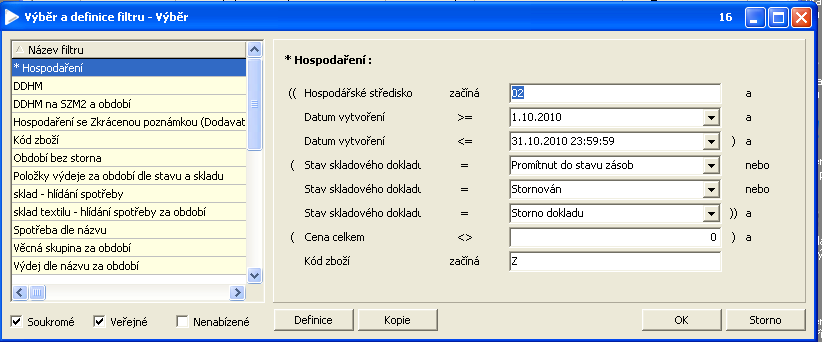 Výběr a definice filtru - Výběr 16
Název filtru
* Hospodaření
DDHM
DDHM na SZM2 a období
Hospodaření se Zkrácenou poznámkou (Dodavat
Kód zboží
Období bez storna
Položky výdeje za období dle stavu a skladu
sklad - hlídání spotřeby
sklad textilu - hlídání spotřeby za období
Spotřeba dle názvu
Věcná skupina za období
Výdej dle názvu za období
Soukromé Veřejné Nenabízené
* Hospodaření :
(( Hospodářské středisko začíná 02 a
Datum vytvoření >= 1.10.2010 a
Datum vytvoření <= 31.10.2010 23:59:59 ) a
( Stav skladového dokladu = Promítnut do stavu zásob nebo
Stav skladového dokladu = Stornován nebo
Stav skladového dokladu = Storno dokladu )) a
( Cena celkem <> 0 ) a
Kód zboží začíná Z
Definice Kopie OK Storno